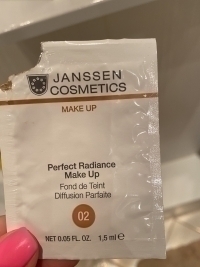 JANSSEN
COSMETICS
MAKE UP
Perfect Radiance
Make Up
Fond de Teint
Diffusion Parfaite
02
NET 0.05 FL. OZ. 1,5 ml ℮